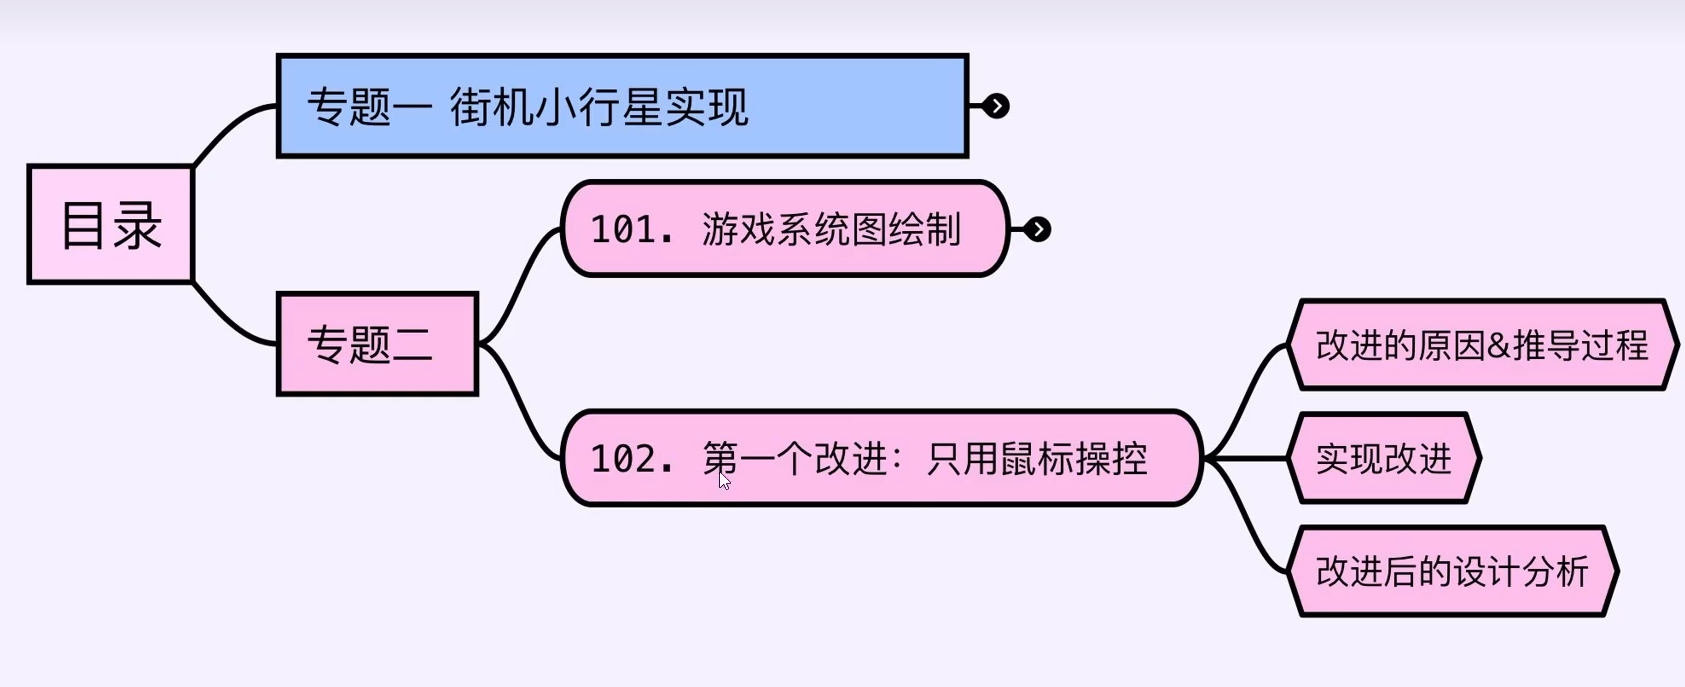 目录
专题一 街机小行星实现
专题二
101. 游戏系统图绘制
102. 第一个改进：只用鼠标操控
改进的原因&推导过程
实现改进
改进后的设计分析